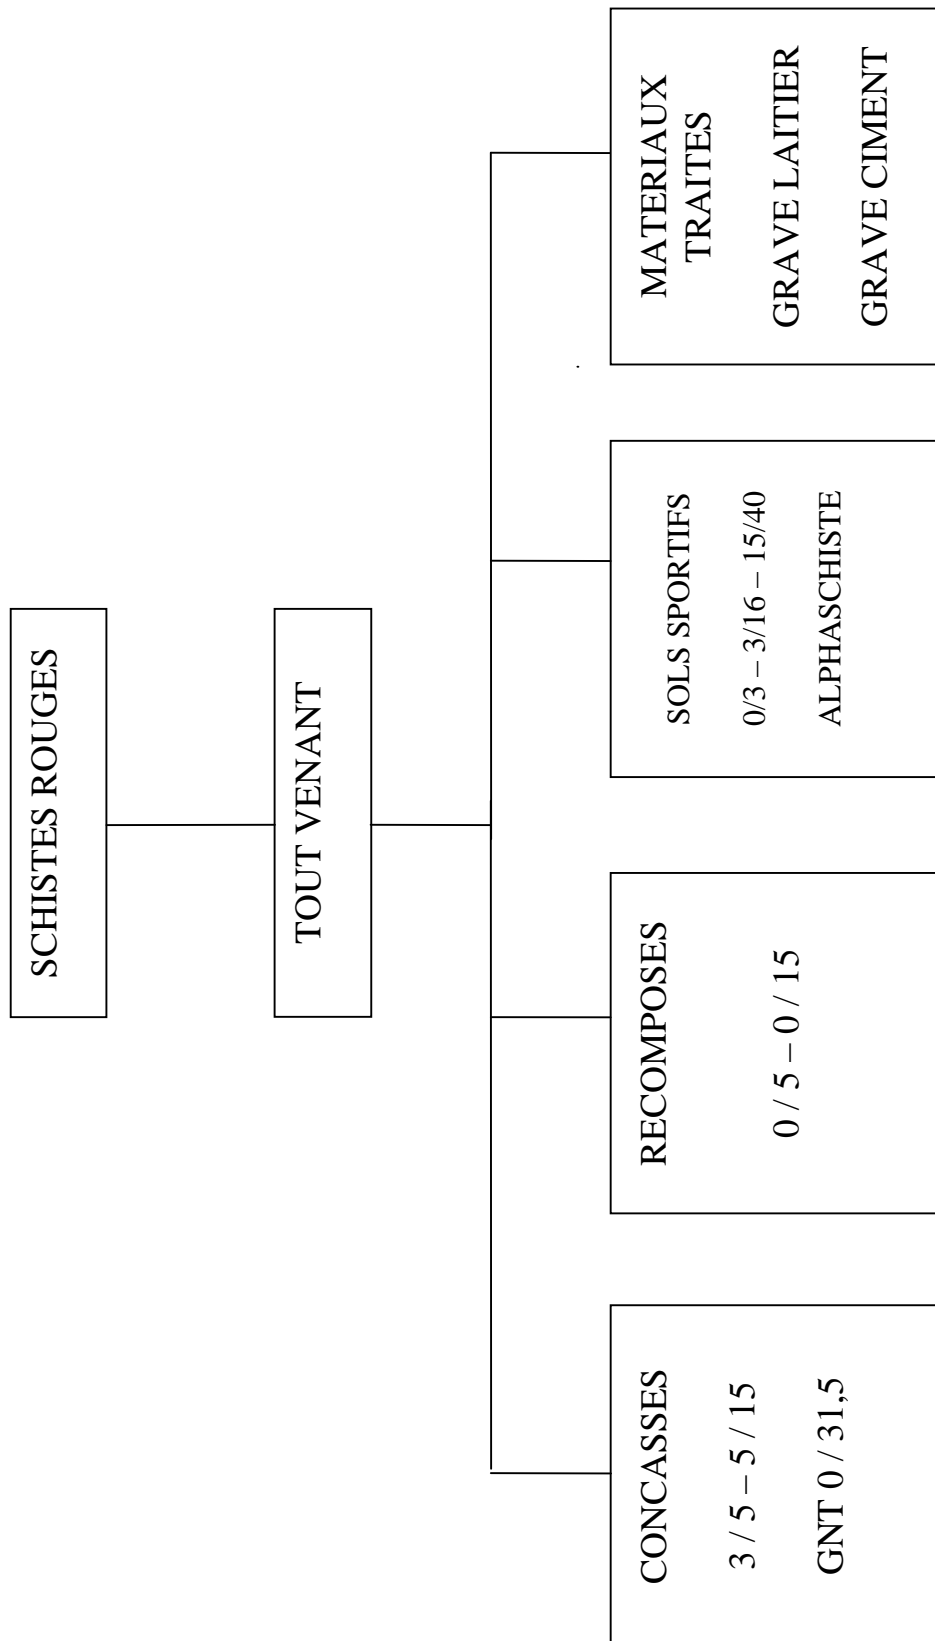 SCHISTES ROUGES
TOUT VENANT
CONCASSES
3 / 5 – 5 / 15
GNT 0 / 31,5
RECOMPOSES
0 / 5 – 0 / 15
SOLS SPORTIFS
0/3 – 3/16 – 15/40
ALPHASCHISTE
MATERIAUX
TRAITES
GRAVE LAITIER
GRAVE CIMENT